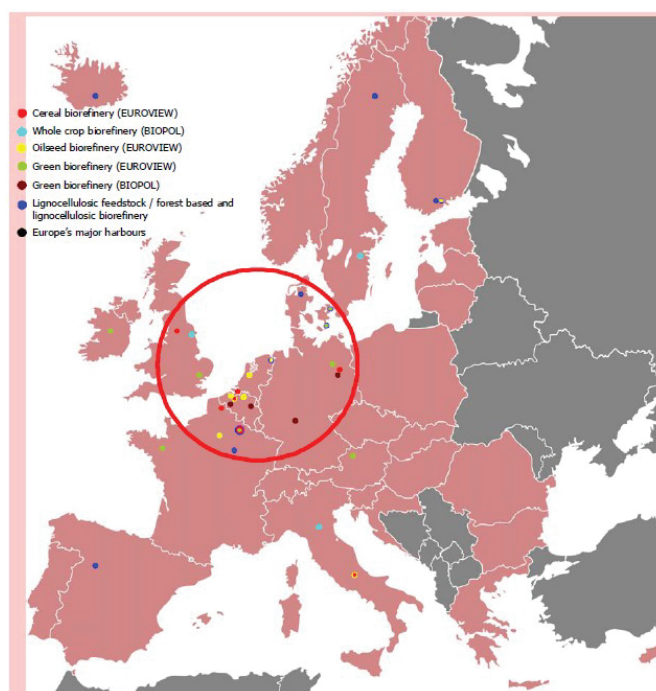 Cereal biorefinery (EUROVIEW)
Whole crop biorefinery (BIOPOL)
Oilseed biorefinery (EUROVIEW)
Green biorefinery (EUROVIEW)
Green biorefinery (BIOPOL)
Lignocellulosic feedstock / forest based and
lignocellulosic biorefinery
Europe's major harbours